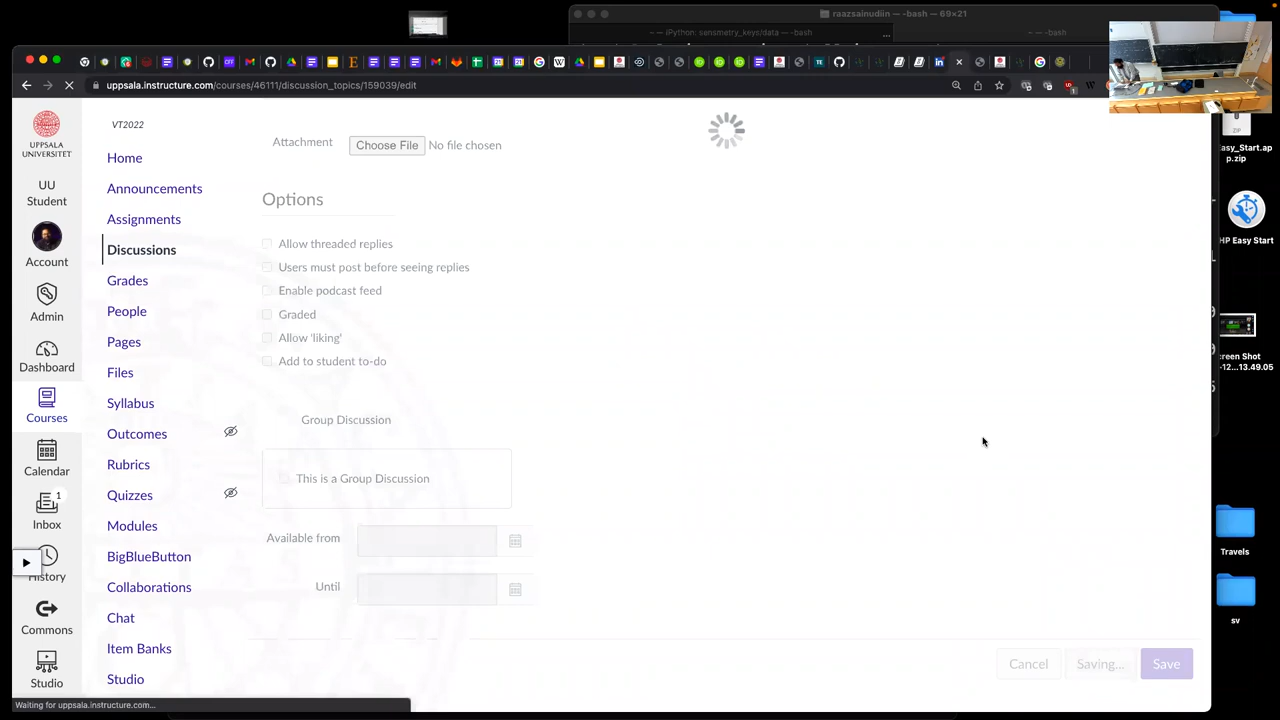 raazsainudiin — -bash — 69×21
— — IPython: sensmetry_keys/data — -bash
...
— — -bash
uppsala.instructure.com/courses/46111/discussion_topics/159039/edit
UPPSALA
UNIVERSITET
UU
Student
Account
Admin
Dashboard
Courses
Calendar
1
Inbox
History
Commons
Studio
VT2022
Home
Announcements
Assignments
Discussions
Grades
People
Pages
Files
Syllabus
Outcomes
Rubrics
Quizzes
Modules
BigBlueButton
Collaborations
Chat
Item Banks
Studio
Attachment
Choose File No file chosen
Options
Allow threaded replies
Users must post before seeing replies
Enable podcast feed
Graded
Allow 'liking'
Add to student to-do
Group Discussion
This is a Group Discussion
Available from
Until
Cancel
Saving...
Save
Waiting for uppsala.instructure.com...
ZIP
asy_Start.ap
p.zip
HP Easy Start
creen Shot
-12...13.49.05
Travels
sv